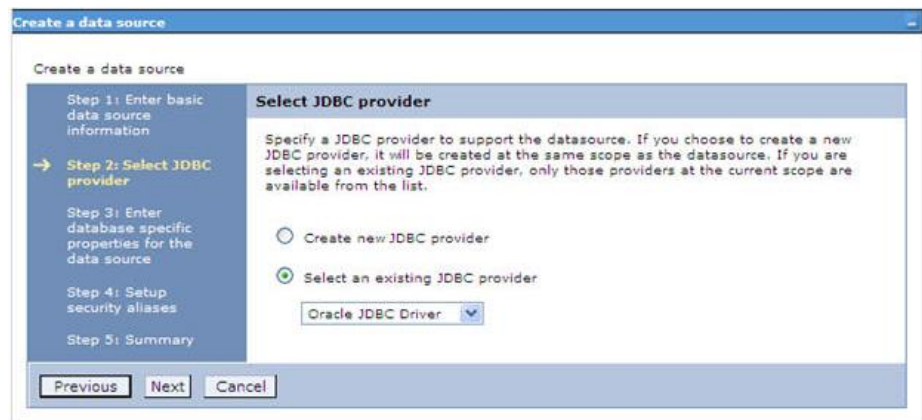 Create a data source
Create a data source
Step 1: Enter basic
data source
information
Step 2: Select JDBC
provider
Step 3: Enter
database specific
properties for the
data source
Step 4: Setup
security aliases
Step 5: Summary
Select JDBC provider
Specify a JDBC provider to support the datasource. If you choose to create a new
JDBC provider, it will be created at the same scope as the datasource. If you are
selecting an existing JDBC provider, only those providers at the current scope are
available from the list.
Create new JDBC provider
Select an existing JDBC provider
Oracle JDBC Driver
Previous Next Cancel